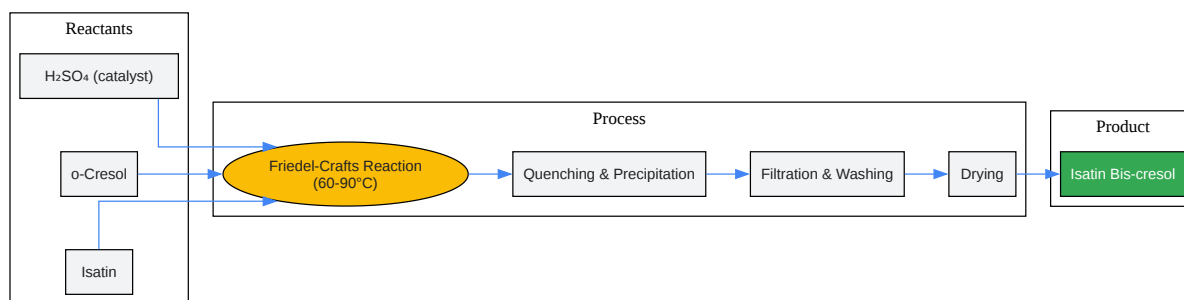 Reactants
H₂SO₄ (catalyst)
o-Cresol
Isatin
Process
Friedel-Crafts Reaction
(60-90°C)
Quenching & Precipitation
Filtration & Washing
Drying
Product
Isatin Bis-cresol